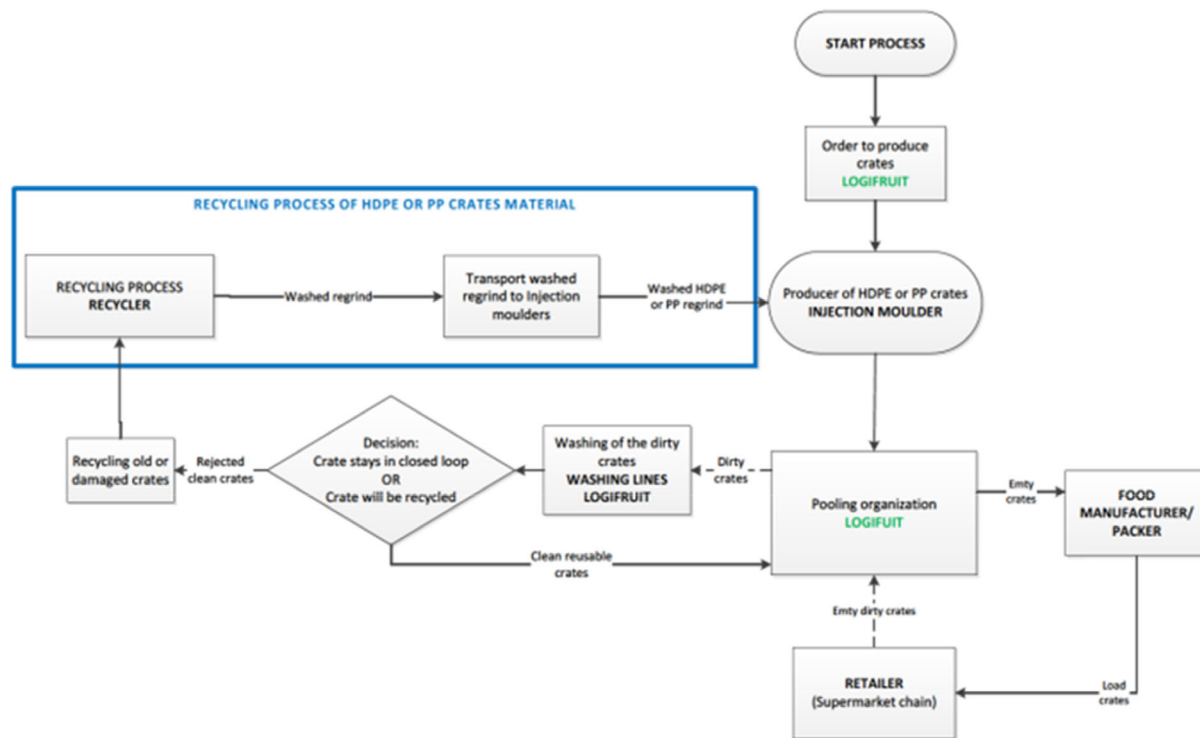 START PROCESS
Order to produce
crates
LOGIFRUIT
RECYCLING PROCESS OF HDPE OR PP CRATES MATERIAL
RECYCLING PROCESS
RECYCLER
Washed regrind
Transport washed
regrind to Injection
moulders
Washed HDPE
or PP regrind
Producer of HDPE or PP crates
INJECTION MOULDER
Recycling old or
damaged crates
Rejected
clean crates
Decision:
Crate stays in closed loop
OR
Crate will be recycled
Washing of the dirty
crates
WASHING LINES
LOGIFRUIT
Dirty
crates
Pooling organization
LOGIFUIT
Emty
crates
FOOD
MANUFACTURER/
PACKER
Clean reusable
crates
Emty dirty crates
RETAILER
(Supermarket chain)
Load
crates